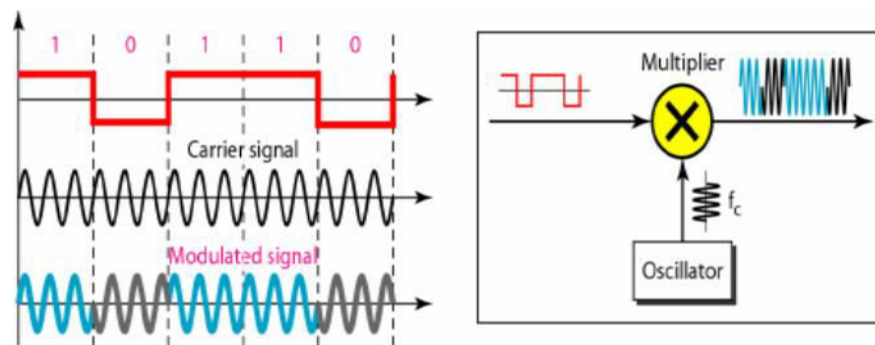 1 0 1 1 0
Carrier signal
Modulated signal
Multiplier
fc
Oscillator